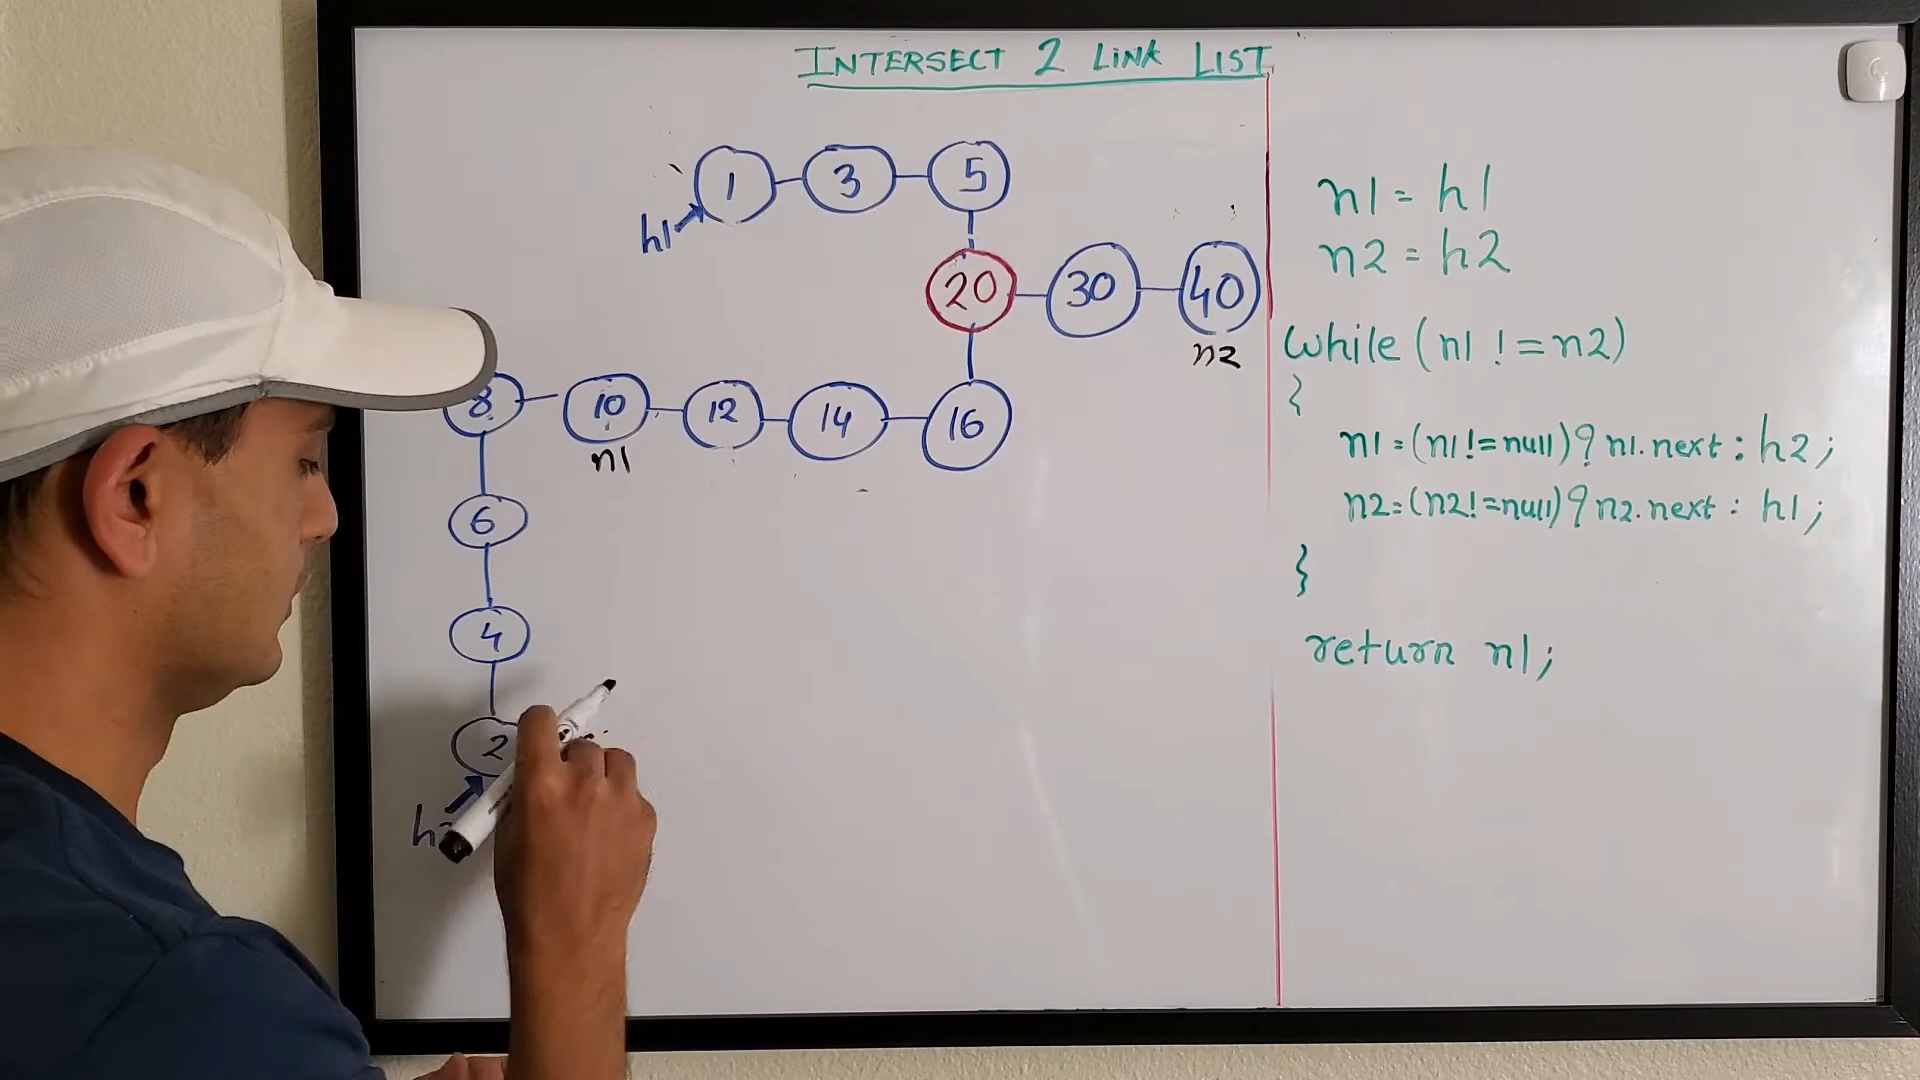 INTERSECT 2 LINK LIST
1 3 5
h1
20 30 40
n2
8 10 12 14 16
n1
6
4
2
n1 = h1
n2 = h2
while (n1 != n2)
{
n1 = (n1 != null) ? n1.next : h2;
n2 = (n2 != null) ? n2.next : h1;
}
return n1;